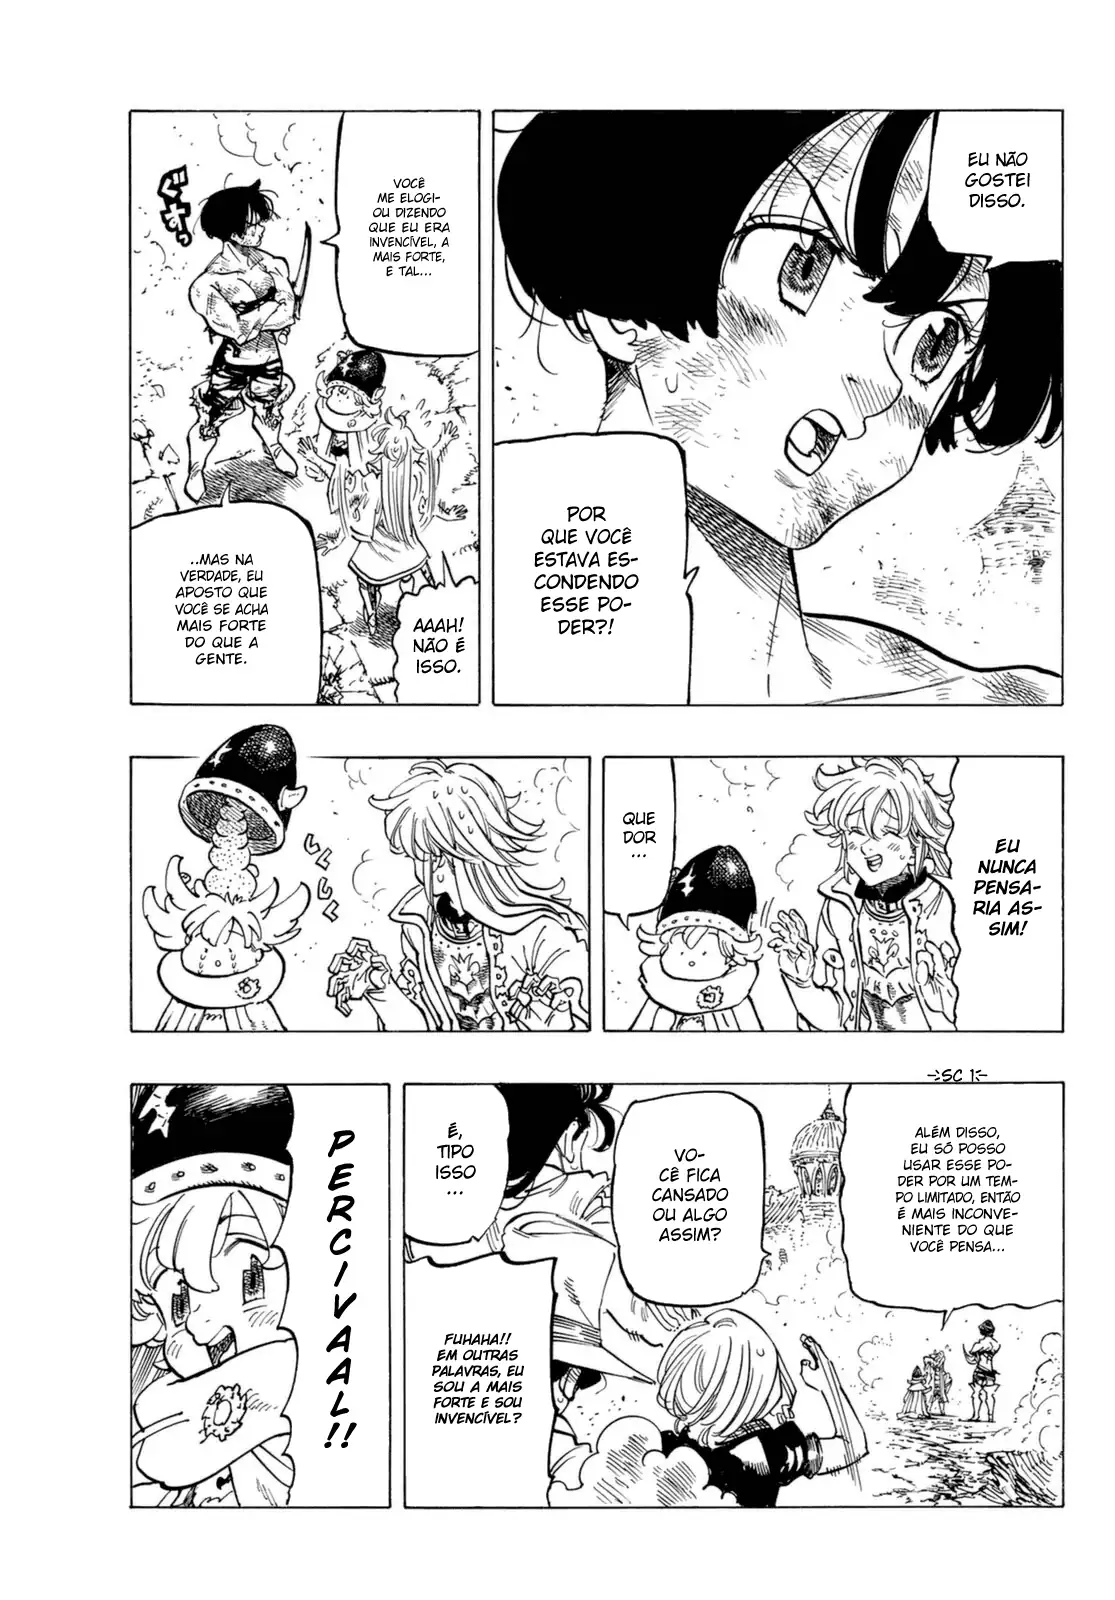 EU NÃO
GOSTEI
DISSO.
POR
QUE VOCÊ
ESTAVA ES-
CONDENDO
ESSE PO-
DER?!
VOCÊ
ME ELOGI-
OU DIZENDO
QUE EU ERA
INVENCÍVEL, A
MAIS FORTE,
E TAL...
ぐすっ
..MAS NA
VERDADE, EU
APOSTO QUE
VOCÊ SE ACHA
MAIS FORTE
DO QUE A
GENTE.
AAAH!
NÃO É
ISSO.
EU
NUNCA
PENSA-
RIA AS-
SIM!
QUE
DOR
...
SC 1
ALÉM DISSO,
EU SÓ POSSO
USAR ESSE PO-
DER POR UM TEM-
PO LIMITADO, ENTÃO
É MAIS INCONVE-
NIENTE DO QUE
VOCÊ PENSA...
VO-
CÊ FICA
CANSADO
OU ALGO
ASSIM?
É,
TIPO
ISSO
...
FUHAHA!!
EM OUTRAS
PALAVRAS, EU
SOU A MAIS
FORTE E SOU
INVENCÍVEL?
PERCIVAAL!!